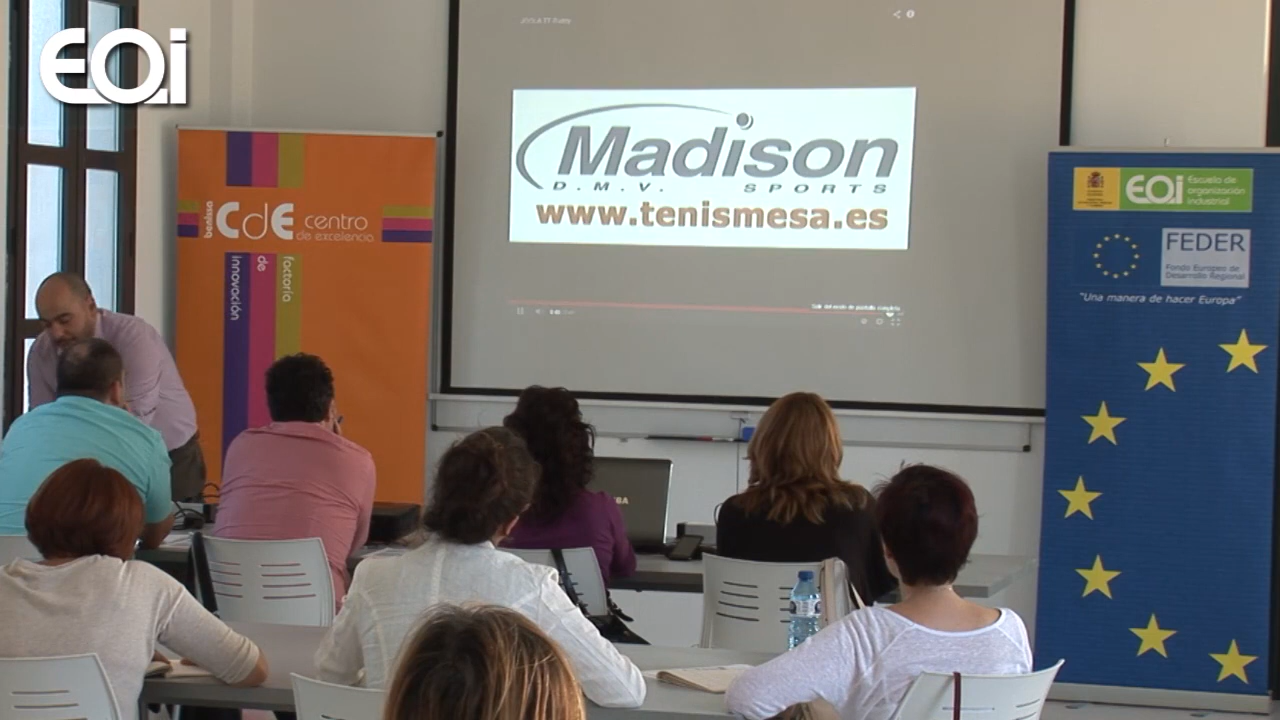 EOi
Madison
D.M.V. SPORTS
www.tenismesa.es
benissa
CdE centro
de excelencia
innovación
de
factoría
EOi Escuela de
organización
industrial
FEDER
Fondo Europeo de
Desarrollo Regional
"Una manera de hacer Europa"